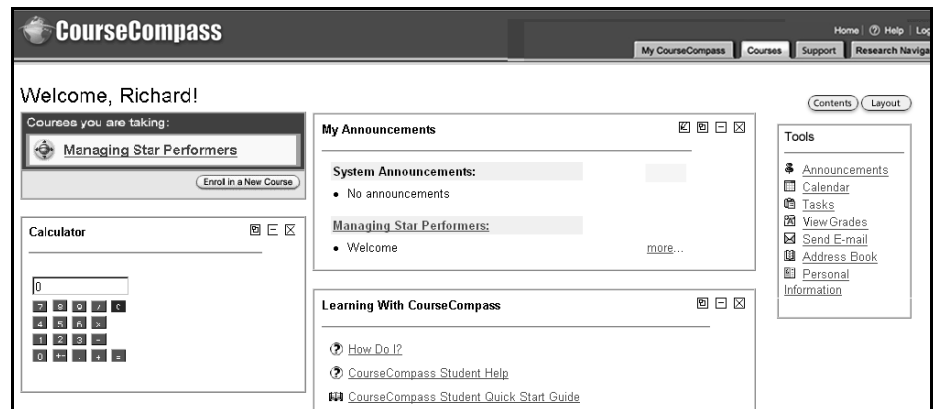 CourseCompass
Home | ? Help | Log
My CourseCompass Courses Support Research Naviga
Welcome, Richard!
Contents Layout
Courses you are taking:
Managing Star Performers
Enroll in a New Course
Calculator
0
7 8 9 / C
4 5 6 ×
1 2 3 -
0 +- . + =
My Announcements
System Announcements:
• No announcements
Managing Star Performers:
• Welcome more...
Learning With CourseCompass
? How Do I?
? CourseCompass Student Help
CourseCompass Student Quick Start Guide
Tools
Announcements
Calendar
Tasks
View Grades
Send E-mail
Address Book
Personal
Information